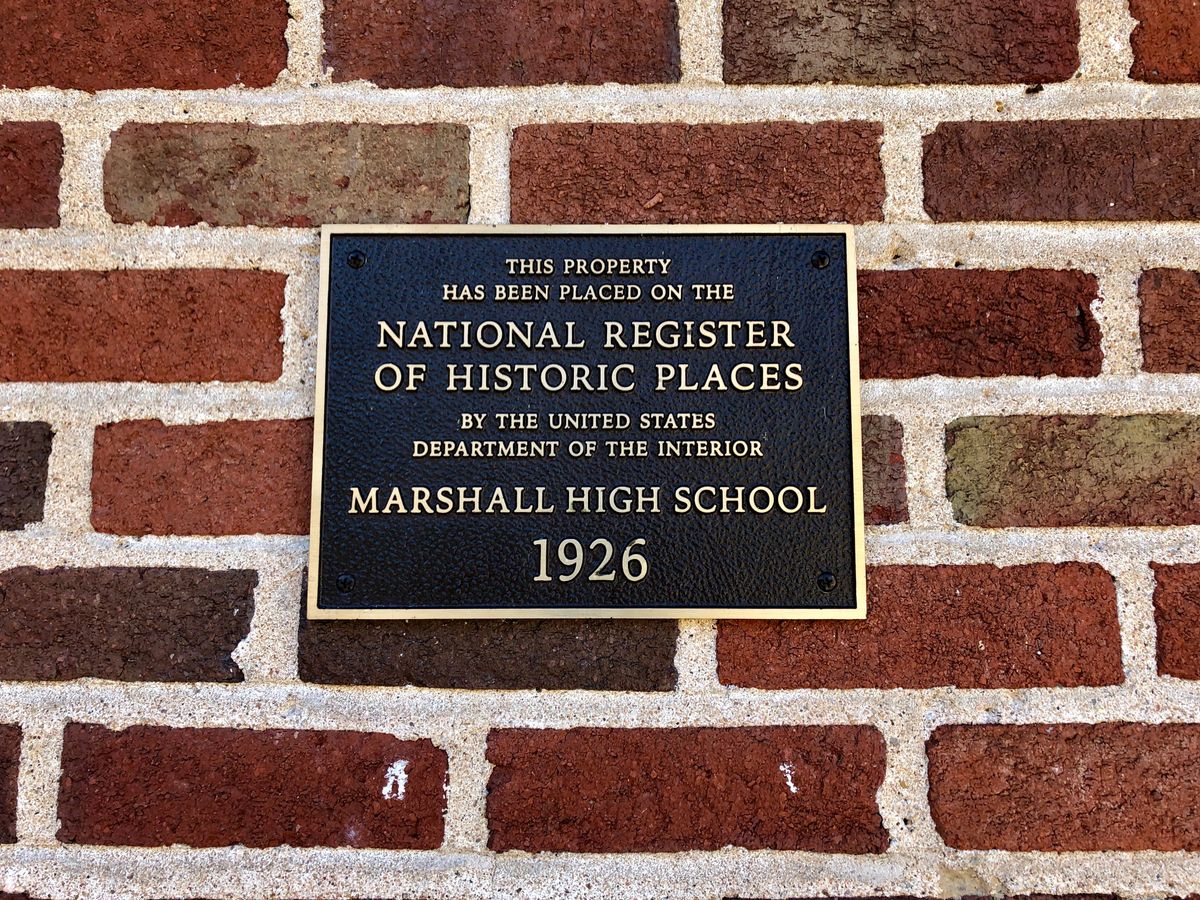 THIS PROPERTY
HAS BEEN PLACED ON THE
NATIONAL REGISTER
OF HISTORIC PLACES
BY THE UNITED STATES
DEPARTMENT OF THE INTERIOR
MARSHALL HIGH SCHOOL
1926